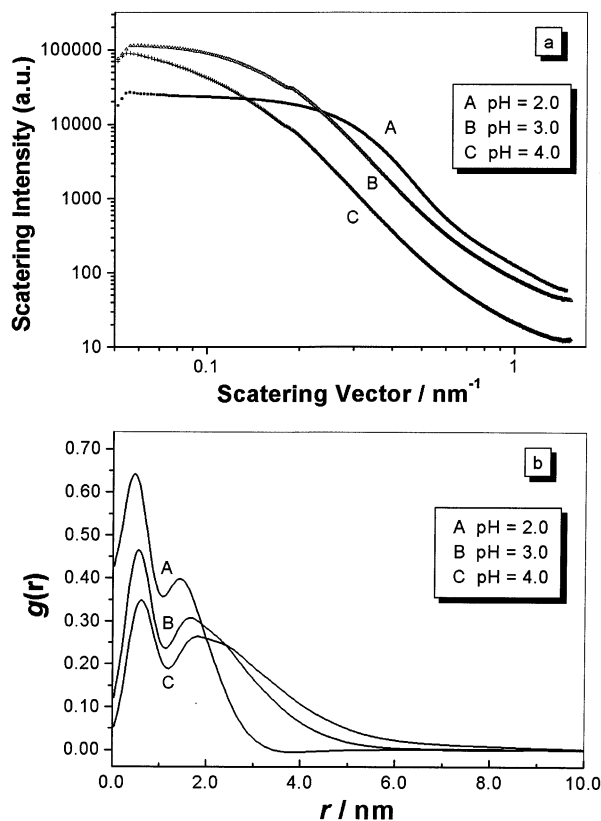 a
100000
10000
1000
100
10
Scatering Intensity (a.u.)
A pH = 2.0
B pH = 3.0
C pH = 4.0
A
B
C
0.1
1
Scatering Vector / nm⁻¹
b
0.70
0.60
0.50
0.40
0.30
0.20
0.10
0.00
g(r)
A pH = 2.0
B pH = 3.0
C pH = 4.0
A
B
C
0.0 2.0 4.0 6.0 8.0 10.0
r / nm